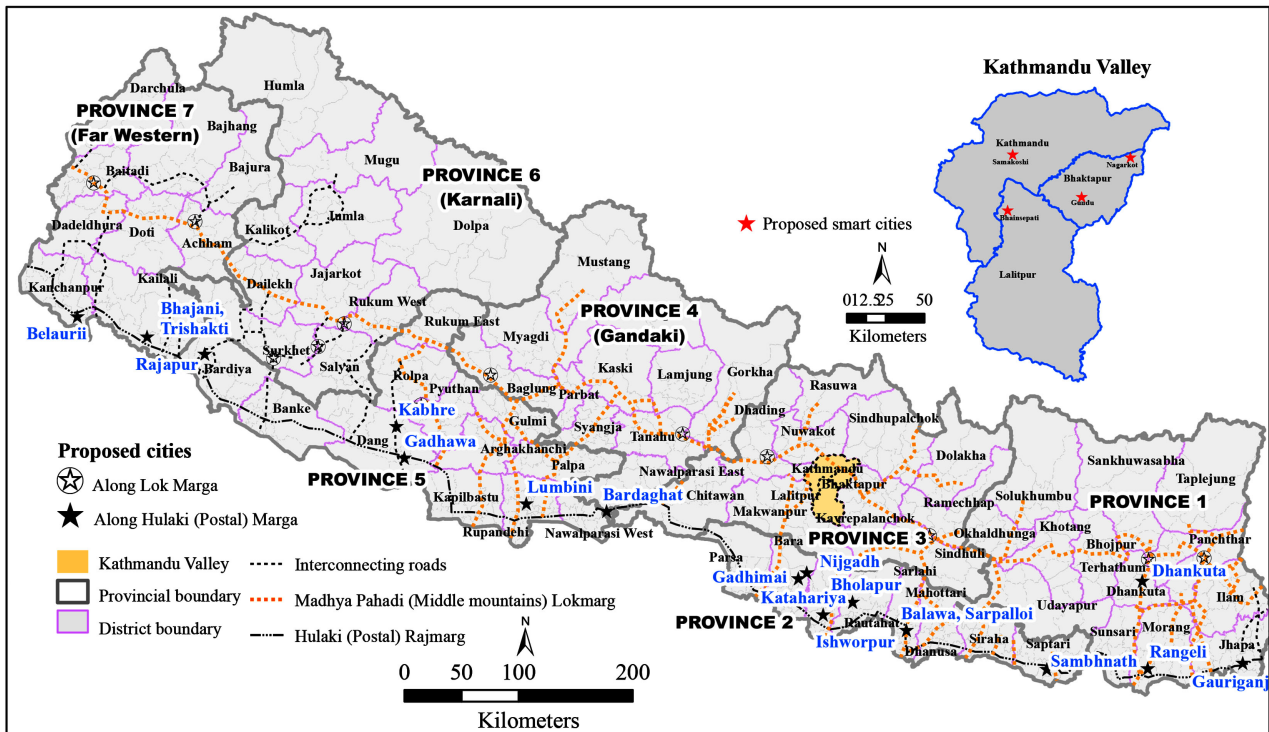 Kathmandu Valley
Kathmandu
Samakoshi
Nagarkot
Bhaktapur
Gundu
Bhainsepati
Lalitpur
Proposed smart cities
N
012.525 50
Kilometers
Darchula
Humla
PROVINCE 7
(Far Western)
Bajhang
Baitadi
Bajura
Mugu
PROVINCE 6
(Karnali)
Dadeldhura
Doti
Achham
Kalikot
Jumla
Dolpa
Kanchanpur
Kailali
Dailekh
Jajarkot
Mustang
Belaurii
Bhajani,
Trishakti
Rukum West
Rukum East
Rajapur
Bardiya
Surkhet
Salyan
Myagdi
PROVINCE 4
(Gandaki)
Banke
Rolpa
Pyuthan
Baglung
Parbat
Kaski
Lamjung
Gorkha
Rasuwa
Dhading
Sindhupalchok
Nuwakot
Kabhre
Gulmi
Syangja
Tanahu
Dang
Gadhawa
Arghakhancht
Palpa
Nawalparasi East
Kathmandu
Bhaktapur
Dolakha
Sankhuwasabha
Taplejung
PROVINCE 5
Kapilbastu
Lumbini
Bardaghat
Chitawan
Lalitpur
Makwanpur
Kavrepalanchok
Ramechhap
Solukhumbu
PROVINCE 1
Rupandehi
Nawalparasi West
Bara
Parsa
PROVINCE 3
Okhaldhunga
Sindhuli
Khotang
Bhojpur
Panchthar
Terhathum
Dhankuta
Dhankuta
Ilam
Gadhimai
Nijgadh
Sarlahi
Katahariya
Bholapur
Mahottari
Udayapur
PROVINCE 2
Rautahat
Balawa, Sarpalloi
Sunsari
Morang
Ishworpur
Dhanusa
Siraha
Saptari
Sambhnath
Rangeli
Jhapa
Gauriganj
Proposed cities
Along Lok Marga
Along Hulaki (Postal) Marga
Kathmandu Valley
Provincial boundary
District boundary
Interconnecting roads
Madhya Pahadi (Middle mountains) Lokmarg
Hulaki (Postal) Rajmarg
N
0 50 100 200
Kilometers